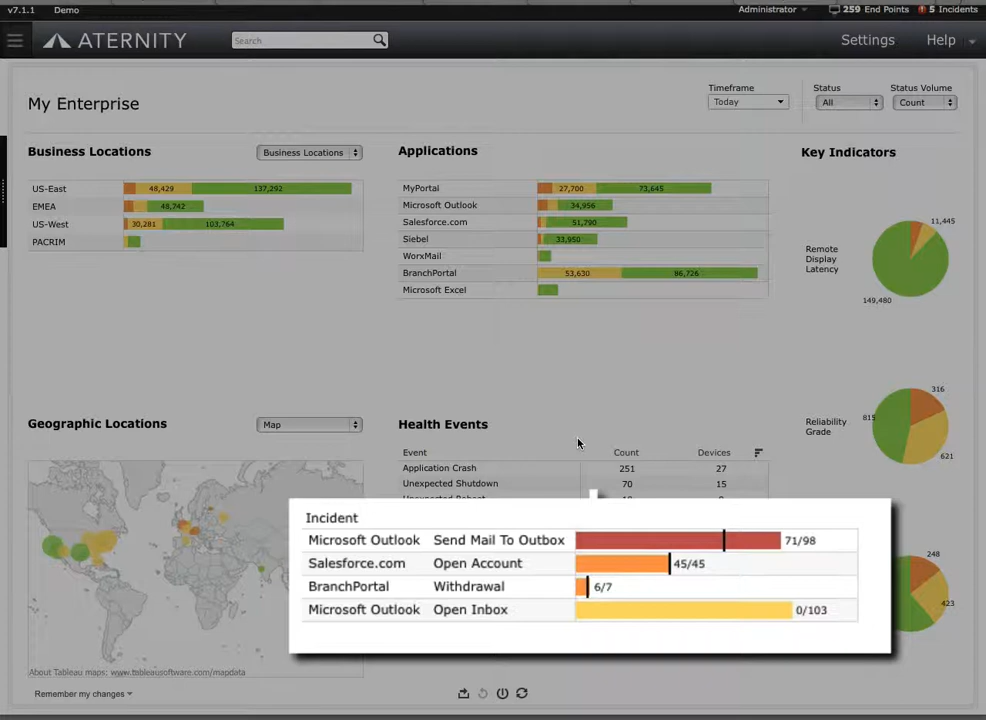 v7.1.1 Demo Administrator 259 End Points 5 Incidents
ATERNITY Search Settings Help
My Enterprise
Timeframe
Today
Status
All
Status Volume
Count
Business Locations
Business Locations
US-East 48,429 137,292
EMEA 48,742
US-West 30,281 103,764
PACRIM
Applications
MyPortal 27,700 73,645
Microsoft Outlook 34,956
Salesforce.com 51,790
Siebel 33,950
WorxMail
BranchPortal 53,630 86,726
Microsoft Excel
Key Indicators
Remote
Display
Latency
11,445
149,480
Reliability
Grade
316
815
621
248
423
Geographic Locations
Map
About Tableau maps: www.tableausoftware.com/mapdata
Health Events
Event Count Devices
Application Crash 251 27
Unexpected Shutdown 70 15
Incident
Microsoft Outlook Send Mail To Outbox 71/98
Salesforce.com Open Account 45/45
BranchPortal Withdrawal 6/7
Microsoft Outlook Open Inbox 0/103
Remember my changes